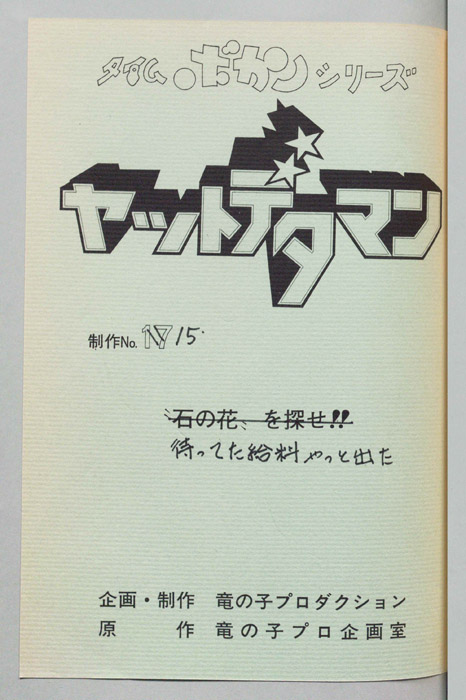 タイムボカンシリーズ
ヤットデタマン
制作No. 17 15.
〝石の花〟を探せ!!
待ってた給料やっと出た
企画・制作 竜の子プロダクション
原 作 竜の子プロ企画室